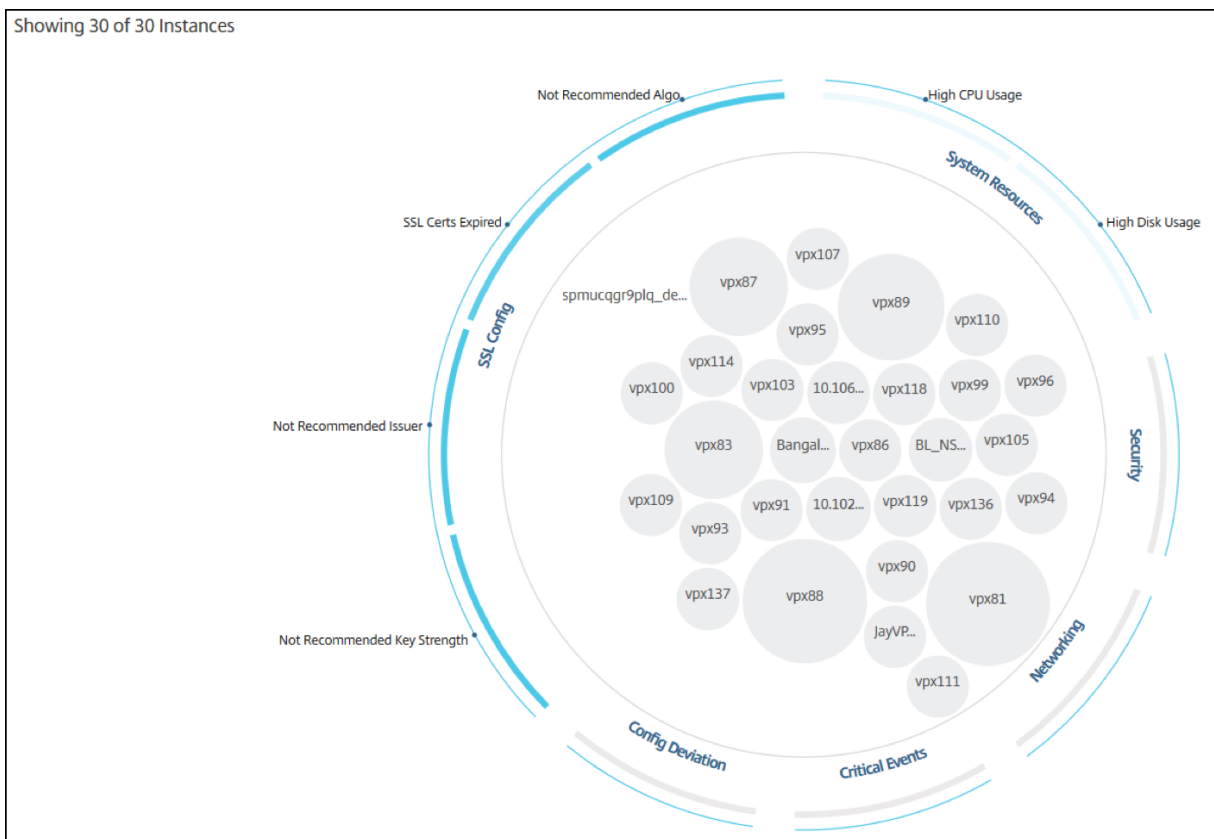 Showing 30 of 30 Instances
Not Recommended Algo
High CPU Usage
System Resources
SSL Certs Expired
High Disk Usage
vpx107
vpx87
spmucqgr9plq_de...
vpx89
vpx110
vpx95
SSL Config
vpx114
vpx100
vpx103
10.106...
vpx118
vpx99
vpx96
Not Recommended Issuer
vpx83
Bangal...
vpx86
BL_NS...
vpx105
Security
vpx109
vpx91
10.102...
vpx119
vpx136
vpx94
vpx93
vpx90
vpx137
vpx88
vpx81
Not Recommended Key Strength
JayVP...
Networking
vpx111
Config Deviation
Critical Events